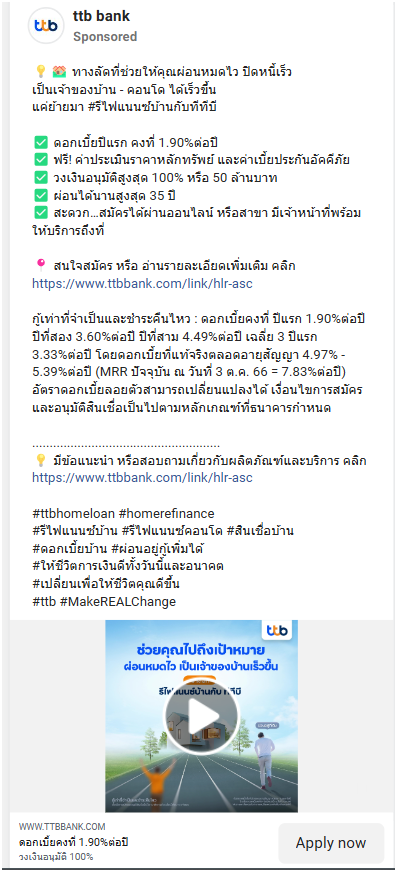 ttb bank
Sponsored
💡 💸 ทางลัดที่ช่วยให้คุณผ่อนหมดไว ปิดหนี้เร็ว
เป็นเจ้าของบ้าน - คอนโด ได้เร็วขึ้น
แค่ย้ายมา #รีไฟแนนซ์บ้านกับทีทีบี
✅ ดอกเบี้ยปีแรก คงที่ 1.90%ต่อปี
✅ ฟรี! ค่าประเมินราคาหลักทรัพย์ และค่าเบี้ยประกันอัคคีภัย
✅ วงเงินอนุมัติสูงสุด 100% หรือ 50 ล้านบาท
✅ ผ่อนได้นานสูงสุด 35 ปี
✅ สะดวก...สมัครได้ผ่านออนไลน์ หรือสาขา มีเจ้าหน้าที่พร้อม
ให้บริการถึงที่
📍 สนใจสมัคร หรือ อ่านรายละเอียดเพิ่มเติม คลิก
https://www.ttbbank.com/link/hlr-asc
กู้เท่าที่จำเป็นและชำระคืนไหว : ดอกเบี้ยคงที่ ปีแรก 1.90%ต่อปี
ปีที่สอง 3.60%ต่อปี ปีที่สาม 4.49%ต่อปี เฉลี่ย 3 ปีแรก
3.33%ต่อปี โดยดอกเบี้ยที่แท้จริงตลอดอายุสัญญา 4.97% -
5.39%ต่อปี (MRR ปัจจุบัน ณ วันที่ 3 ต.ค. 66 = 7.83%ต่อปี)
อัตราดอกเบี้ยลอยตัวสามารถเปลี่ยนแปลงได้ เงื่อนไขการสมัคร
และอนุมัติสินเชื่อเป็นไปตามหลักเกณฑ์ที่ธนาคารกำหนด
......................................................
💡 มีข้อแนะนำ หรือสอบถามเกี่ยวกับผลิตภัณฑ์และบริการ คลิก
https://www.ttbbank.com/link/hlr-asc
#ttbhomeloan #homerefinance
#รีไฟแนนซ์บ้าน #รีไฟแนนซ์คอนโด #สินเชื่อบ้าน
#ดอกเบี้ยบ้าน #ผ่อนอยู่กู้เพิ่มได้
#ให้ชีวิตการเงินดีทั้งวันนี้และอนาคต
#เปลี่ยนเพื่อให้ชีวิตคุณดีขึ้น
#ttb #MakeREALChange
ttb
ช่วยคุณไปถึงเป้าหมาย
ผ่อนหมดไว เป็นเจ้าของบ้านเร็วขึ้น
รีไฟแนนซ์บ้านกับ ทีทีบี
WWW.TTBBANK.COM
ดอกเบี้ยคงที่ 1.90%ต่อปี
วงเงินอนุมัติ 100%
Apply now